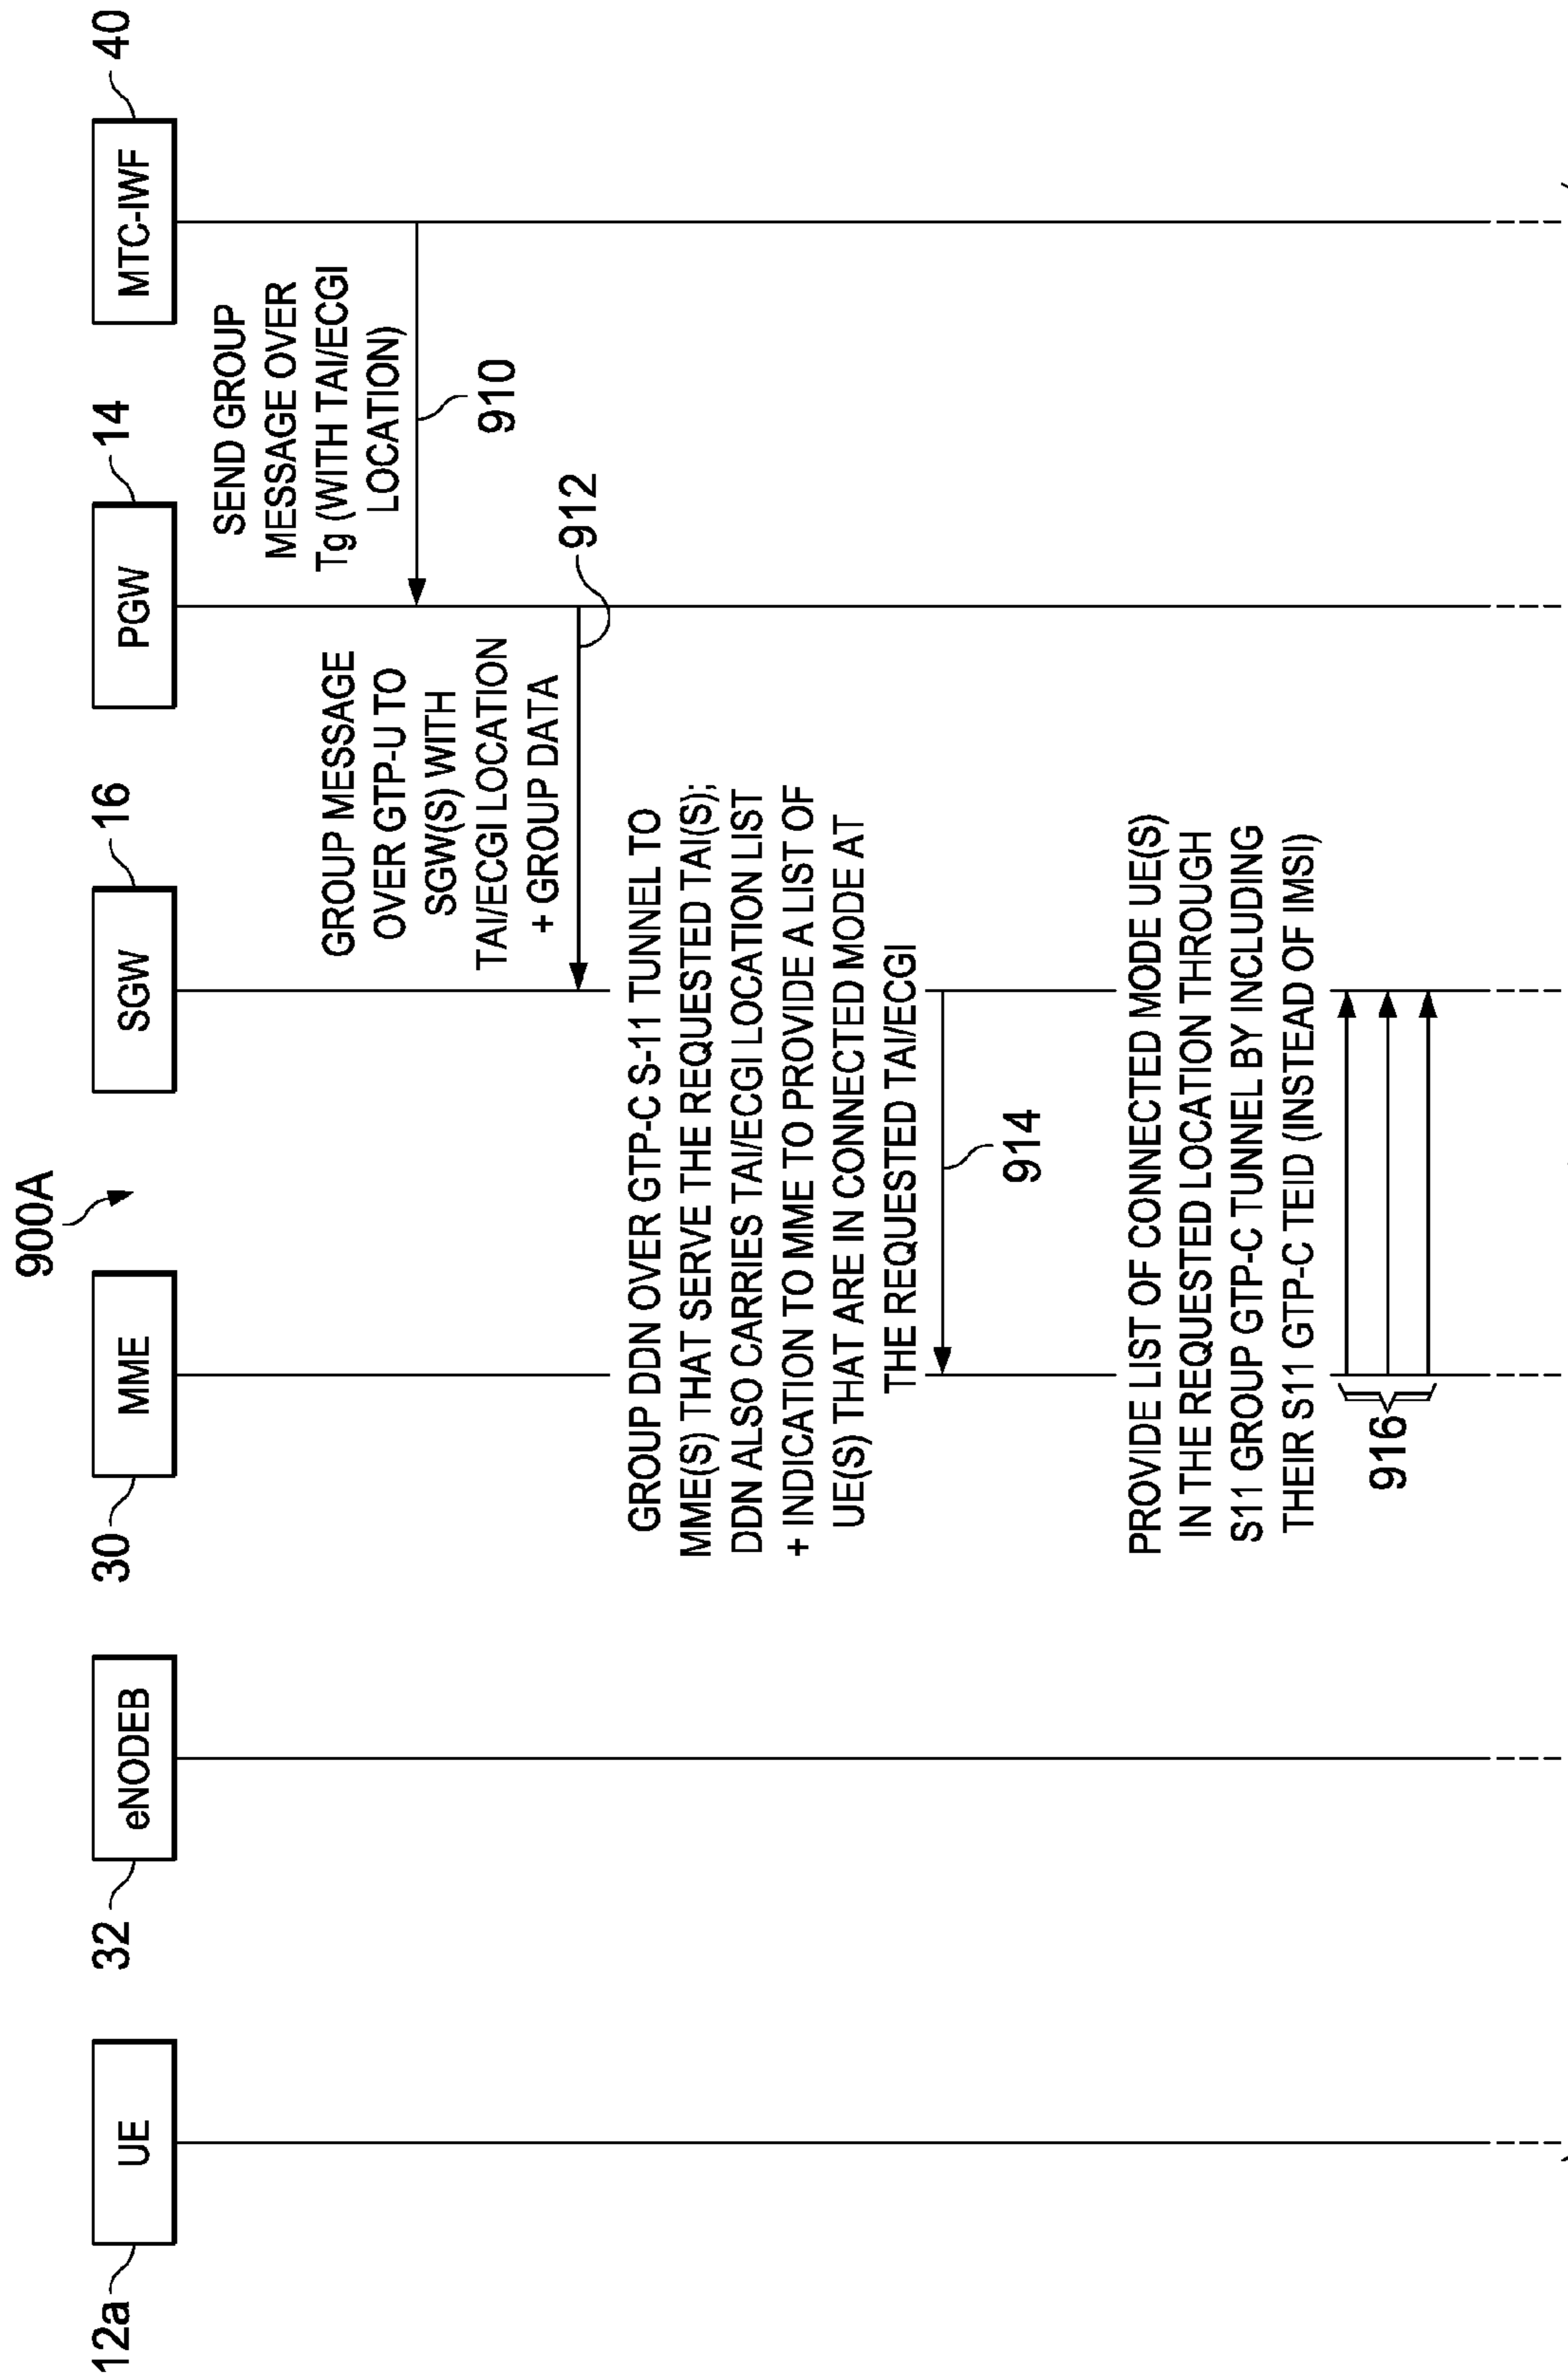 900A
12a
UE
32
eNODEB
30
MME
16
SGW
14
PGW
40
MTC-IWF
SEND GROUP
MESSAGE OVER
Tg (WITH TAI/ECGI
LOCATION)
910
GROUP MESSAGE
OVER GTP-U TO
SGW(S) WITH
TAI/ECGI LOCATION
+ GROUP DATA
912
GROUP DDN OVER GTP-C S-11 TUNNEL TO
MME(S) THAT SERVE THE REQUESTED TAI(S);
DDN ALSO CARRIES TAI/ECGI LOCATION LIST
+ INDICATION TO MME TO PROVIDE A LIST OF
UE(S) THAT ARE IN CONNECTED MODE AT
THE REQUESTED TAI/ECGI
914
PROVIDE LIST OF CONNECTED MODE UE(S)
IN THE REQUESTED LOCATION THROUGH
S11 GROUP GTP-C TUNNEL BY INCLUDING
THEIR S11 GTP-C TEID (INSTEAD OF IMSI)
916